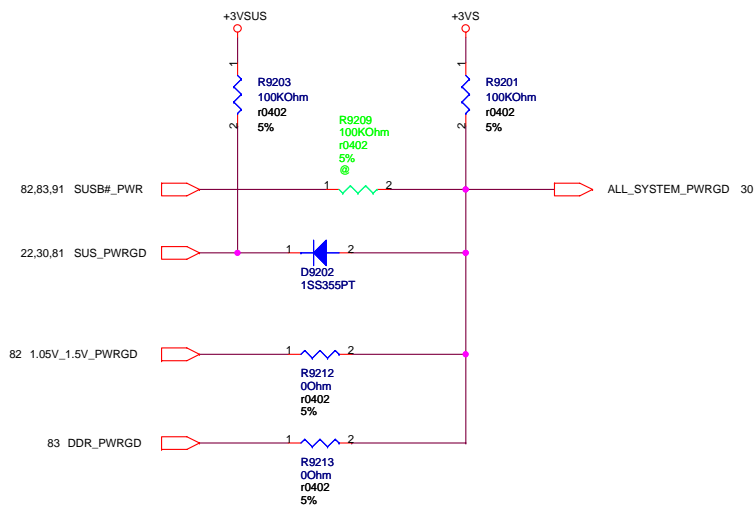 +3VSUS
+3VS
1
R9203
100KOhm
r0402
5%
2
1
R9201
100KOhm
r0402
5%
2
R9209
100KOhm
r0402
5%
@
82,83,91 SUSB#_PWR
1
2
ALL_SYSTEM_PWRGD 30
22,30,81 SUS_PWRGD
1
2
D9202
1SS355PT
82 1.05V_1.5V_PWRGD
1
2
R9212
0Ohm
r0402
5%
83 DDR_PWRGD
1
2
R9213
0Ohm
r0402
5%